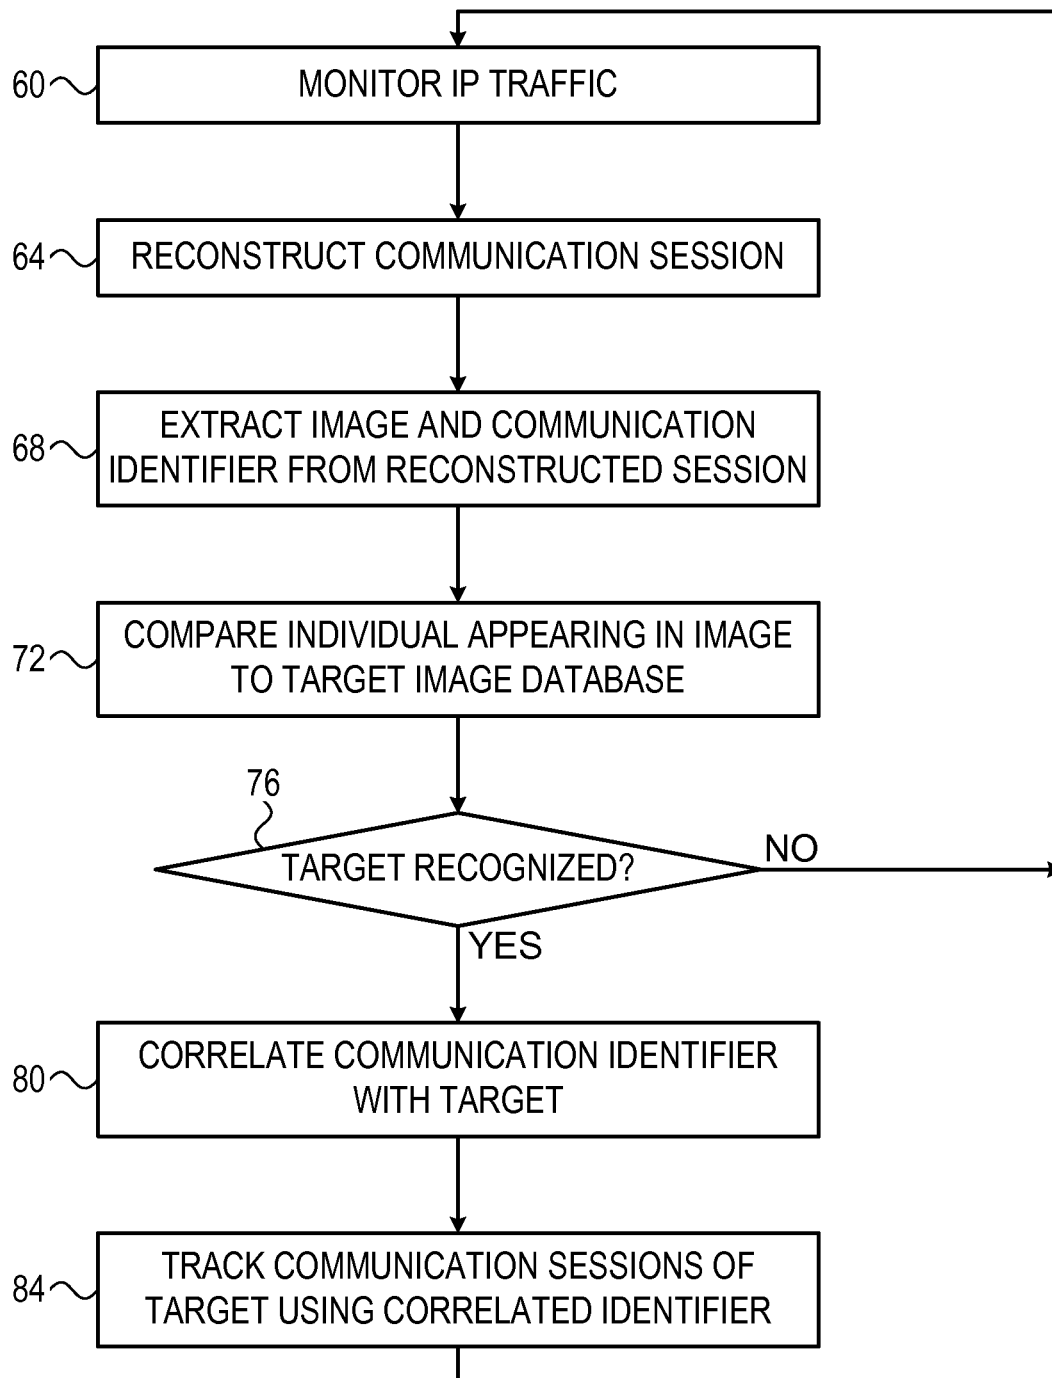 60
MONITOR IP TRAFFIC
64
RECONSTRUCT COMMUNICATION SESSION
68
EXTRACT IMAGE AND COMMUNICATION
IDENTIFIER FROM RECONSTRUCTED SESSION
72
COMPARE INDIVIDUAL APPEARING IN IMAGE
TO TARGET IMAGE DATABASE
76
TARGET RECOGNIZED?
NO
YES
80
CORRELATE COMMUNICATION IDENTIFIER
WITH TARGET
84
TRACK COMMUNICATION SESSIONS OF
TARGET USING CORRELATED IDENTIFIER